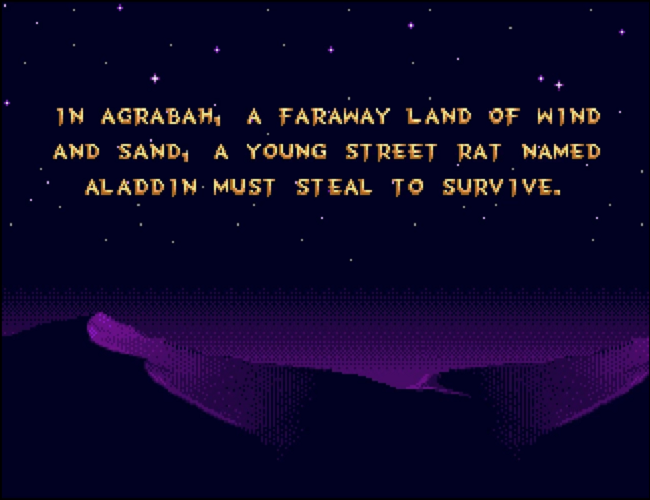 IN AGRABAH, A FARAWAY LAND OF WIND
AND SAND, A YOUNG STREET RAT NAMED
ALADDIN MUST STEAL TO SURVIVE.